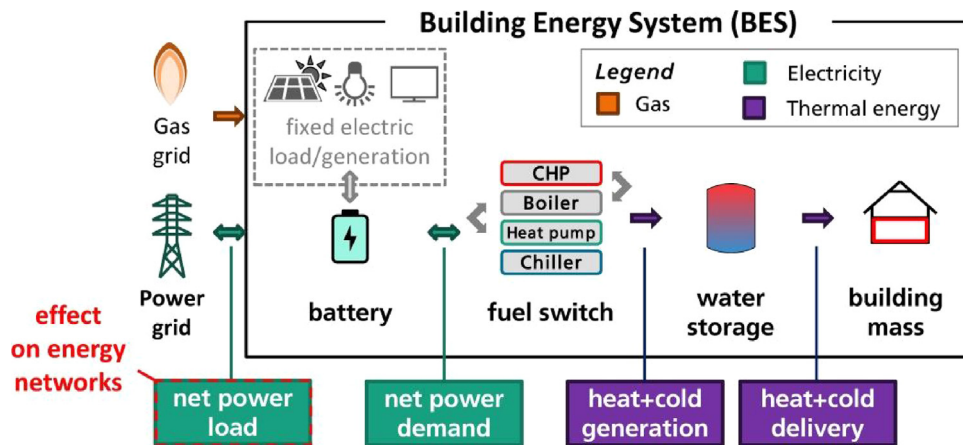 Building Energy System (BES)
Legend
Gas
Electricity
Thermal energy
Gas
grid
fixed electric
load/generation
CHP
Boiler
Heat pump
Chiller
Power
grid
battery
fuel switch
water
storage
building
mass
effect
on energy
networks
net power
load
net power
demand
heat+cold
generation
heat+cold
delivery